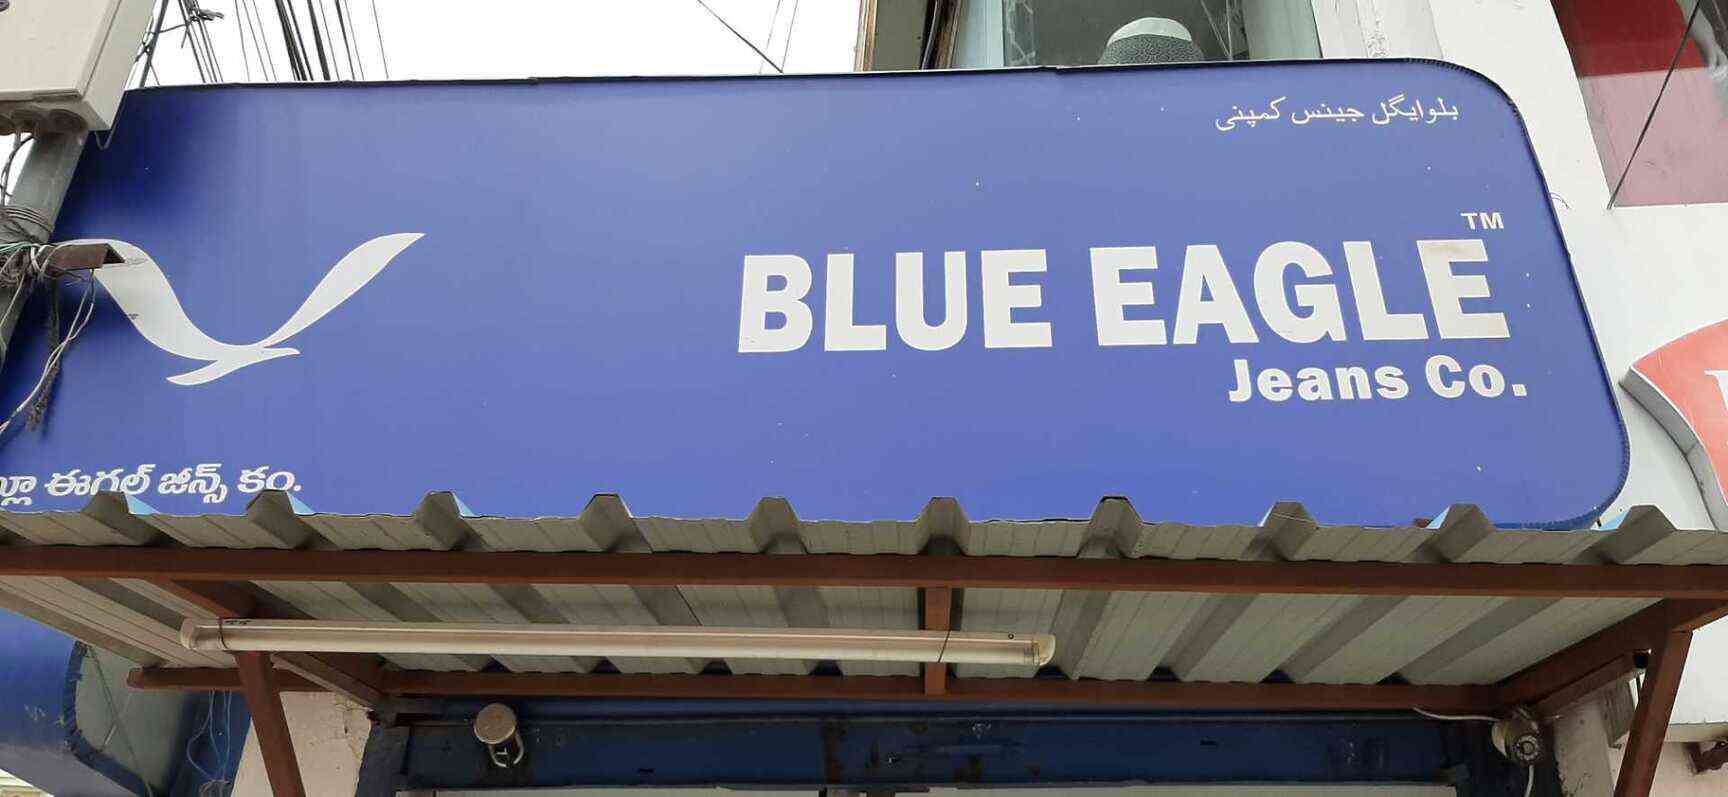 بلوایگل جینس کمپنی
BLUE EAGLE™
Jeans Co.
ఈగల్ జీన్స్ కం.